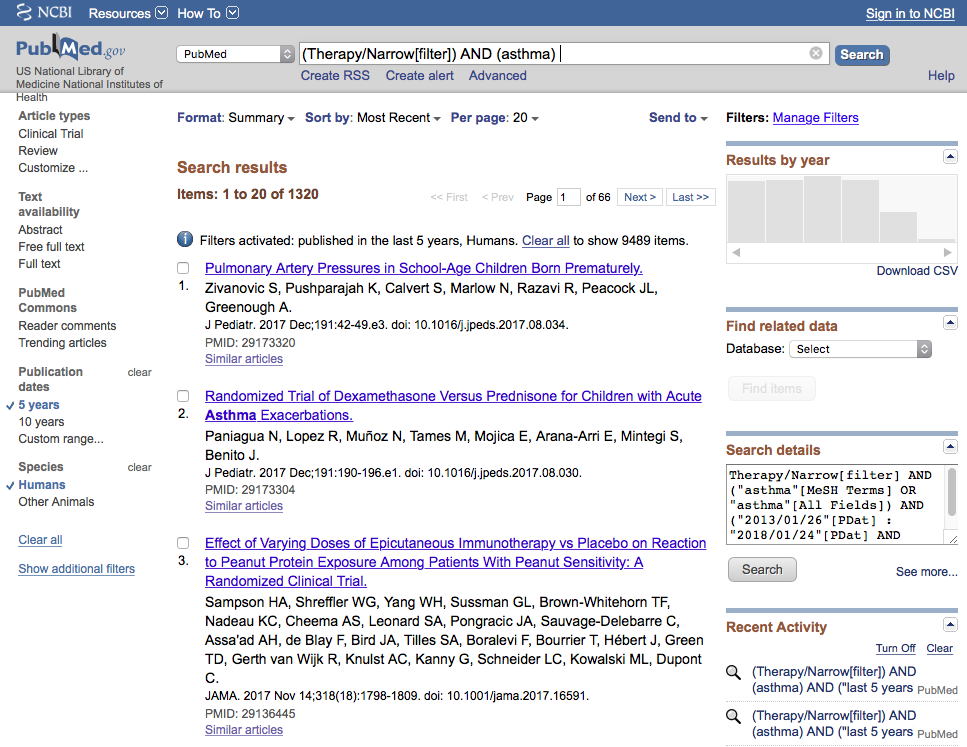 NCBI Resources How To Sign in to NCBI
PubMed.gov
US National Library of
Medicine National Institutes of
Health
PubMed (Therapy/Narrow[filter]) AND (asthma) Search
Create RSS Create alert Advanced Help
Article types
Clinical Trial
Review
Customize ...
Text
availability
Abstract
Free full text
Full text
PubMed
Commons
Reader comments
Trending articles
Publication
dates
clear
5 years
10 years
Custom range...
Species clear
Humans
Other Animals
Clear all
Show additional filters
Format: Summary Sort by: Most Recent Per page: 20 Send to
Search results
Items: 1 to 20 of 1320
<< First < Prev Page 1 of 66 Next > Last >>
Filters activated: published in the last 5 years, Humans. Clear all to show 9489 items.
1. Pulmonary Artery Pressures in School-Age Children Born Prematurely.
Zivanovic S, Pushparajah K, Calvert S, Marlow N, Razavi R, Peacock JL,
Greenough A.
J Pediatr. 2017 Dec;191:42-49.e3. doi: 10.1016/j.jpeds.2017.08.034.
PMID: 29173320
Similar articles
2. Randomized Trial of Dexamethasone Versus Prednisone for Children with Acute
Asthma Exacerbations.
Paniagua N, Lopez R, Muñoz N, Tames M, Mojica E, Arana-Arri E, Mintegi S,
Benito J.
J Pediatr. 2017 Dec;191:190-196.e1. doi: 10.1016/j.jpeds.2017.08.030.
PMID: 29173304
Similar articles
3. Effect of Varying Doses of Epicutaneous Immunotherapy vs Placebo on Reaction
to Peanut Protein Exposure Among Patients With Peanut Sensitivity: A
Randomized Clinical Trial.
Sampson HA, Shreffler WG, Yang WH, Sussman GL, Brown-Whitehorn TF,
Nadeau KC, Cheema AS, Leonard SA, Pongracic JA, Sauvage-Delebarre C,
Assa'ad AH, de Blay F, Bird JA, Tilles SA, Boralevi F, Bourrier T, Hébert J, Green
TD, Gerth van Wijk R, Knulst AC, Kanny G, Schneider LC, Kowalski ML, Dupont
C.
JAMA. 2017 Nov 14;318(18):1798-1809. doi: 10.1001/jama.2017.16591.
PMID: 29136445
Similar articles
Filters: Manage Filters
Results by year
Download CSV
Find related data
Database: Select
Find items
Search details
Therapy/Narrow[filter] AND
("asthma"[MeSH Terms] OR
"asthma"[All Fields]) AND
("2013/01/26"[PDat] :
"2018/01/24"[PDat] AND
Search See more...
Recent Activity
Turn Off Clear
(Therapy/Narrow[filter]) AND
(asthma) AND ("last 5 years PubMed
(Therapy/Narrow[filter]) AND
(asthma) AND ("last 5 years PubMed